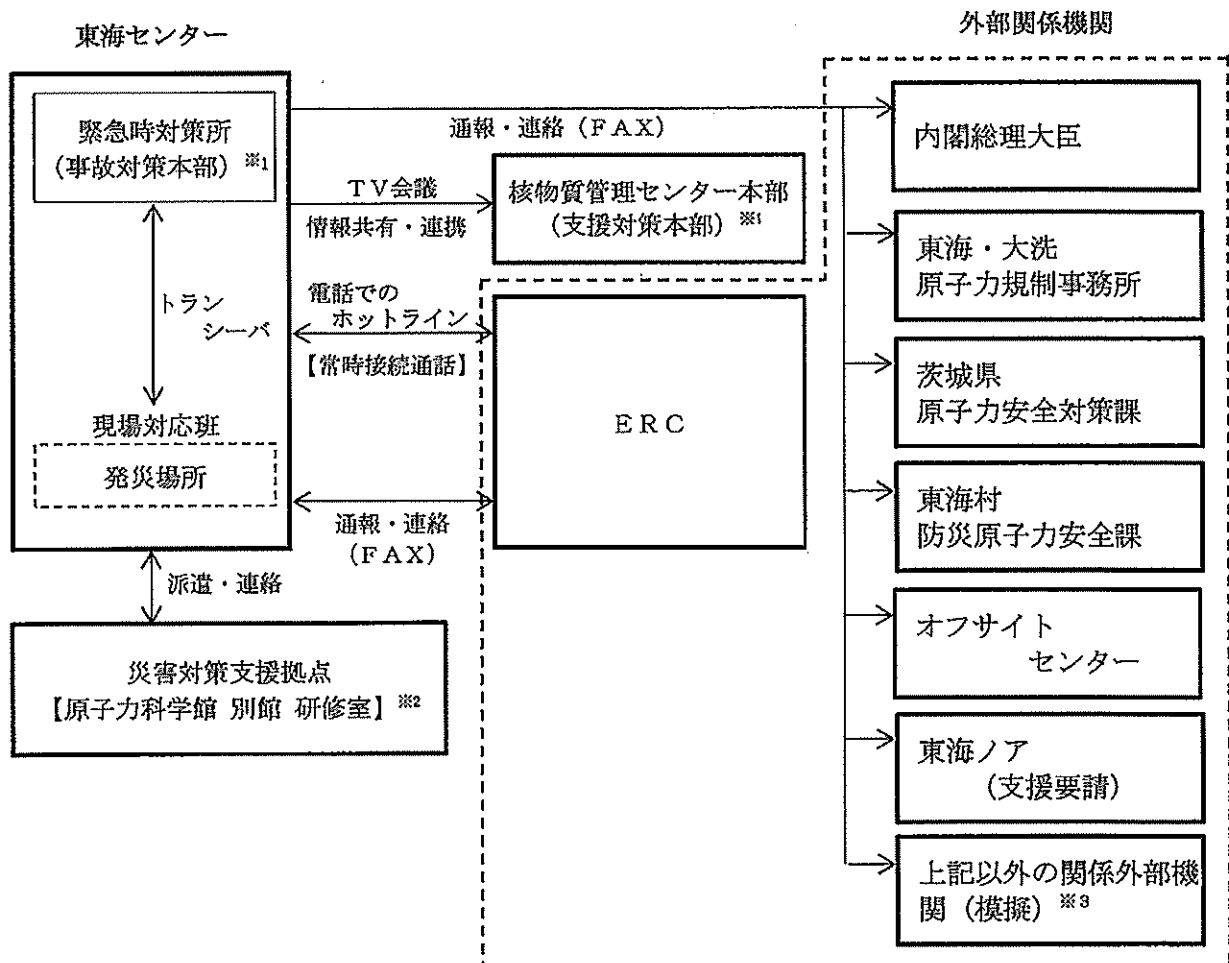 東海センター
緊急時対策所
(事故対策本部)※1
トラン
シーバ
現場対応班
発災場所
通報・連絡(FAX)
TV会議
情報共有・連携
核物質管理センター本部
(支援対策本部)※1
電話での
ホットライン
【常時接続通話】
ERC
通報・連絡
(FAX)
派遣・連絡
災害対策支援拠点
【原子力科学館 別館 研修室】※2
外部関係機関
内閣総理大臣
東海・大洗
原子力規制事務所
茨城県
原子力安全対策課
東海村
防災原子力安全課
オフサイト
センター
東海ノア
(支援要請)
上記以外の関係外部機
関(模擬)※3